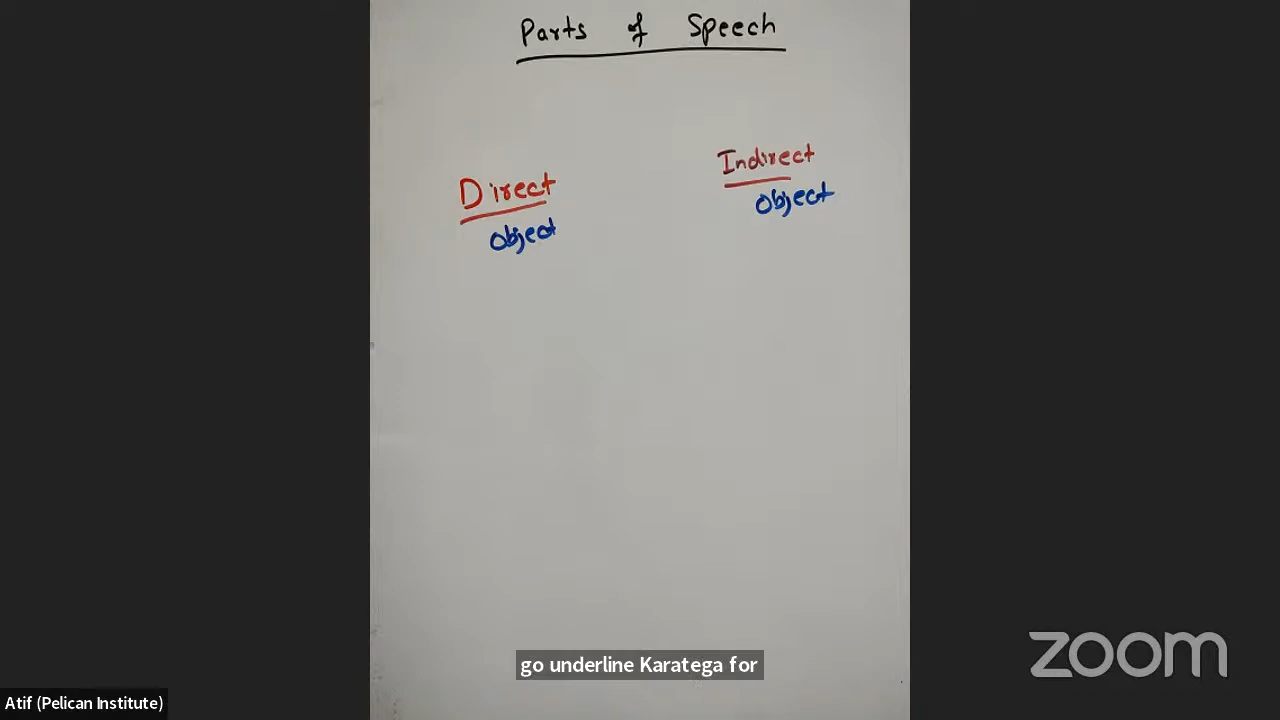 Parts of Speech
Direct
Object
Indirect
Object
go underline Karatega for
Atif (Pelican Institute)
zoom